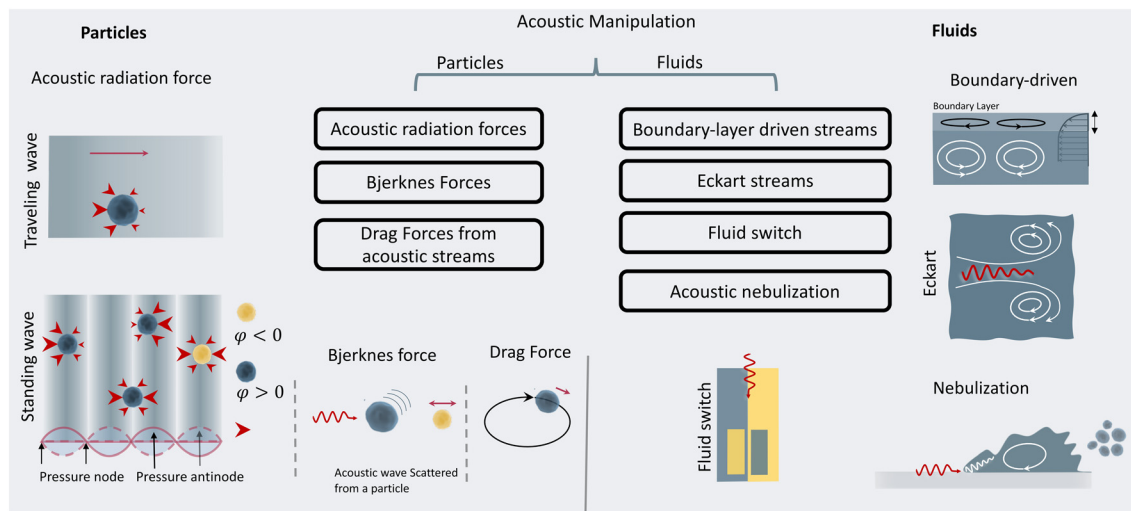 Acoustic Manipulation
Particles
Fluids
Particles
Acoustic radiation force
Traveling wave
Standing wave
φ < 0
φ > 0
Pressure node
Pressure antinode
Acoustic radiation forces
Bjerknes Forces
Drag Forces from
acoustic streams
Boundary-layer driven streams
Eckart streams
Fluid switch
Acoustic nebulization
Bjerknes force
Acoustic wave Scattered
from a particle
Drag Force
Fluid switch
Fluids
Boundary-driven
Boundary Layer
Eckart
Nebulization